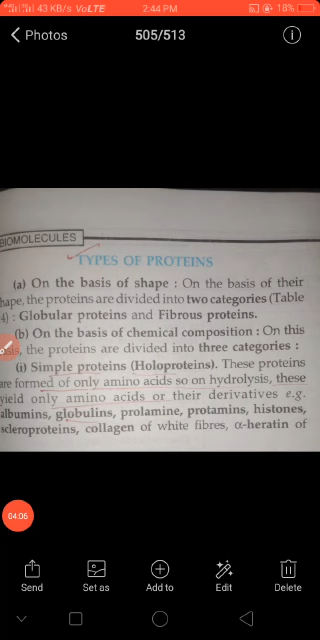 43 KB/s VoLTE 2:44 PM 18%
Photos 505/513
BIOMOLECULES
TYPES OF PROTEINS
(a) On the basis of shape : On the basis of their
hape, the proteins are divided into two categories (Table
4) : Globular proteins and Fibrous proteins.
(b) On the basis of chemical composition : On this
sis, the proteins are divided into three categories :
(i) Simple proteins (Holoproteins). These proteins
are formed of only amino acids so on hydrolysis, these
yield only amino acids or their derivatives e.g.
albumins, globulins, prolamine, protamins, histones,
scleroproteins, collagen of white fibres, α-heratin of
04:06
Send Set as Add to Edit Delete